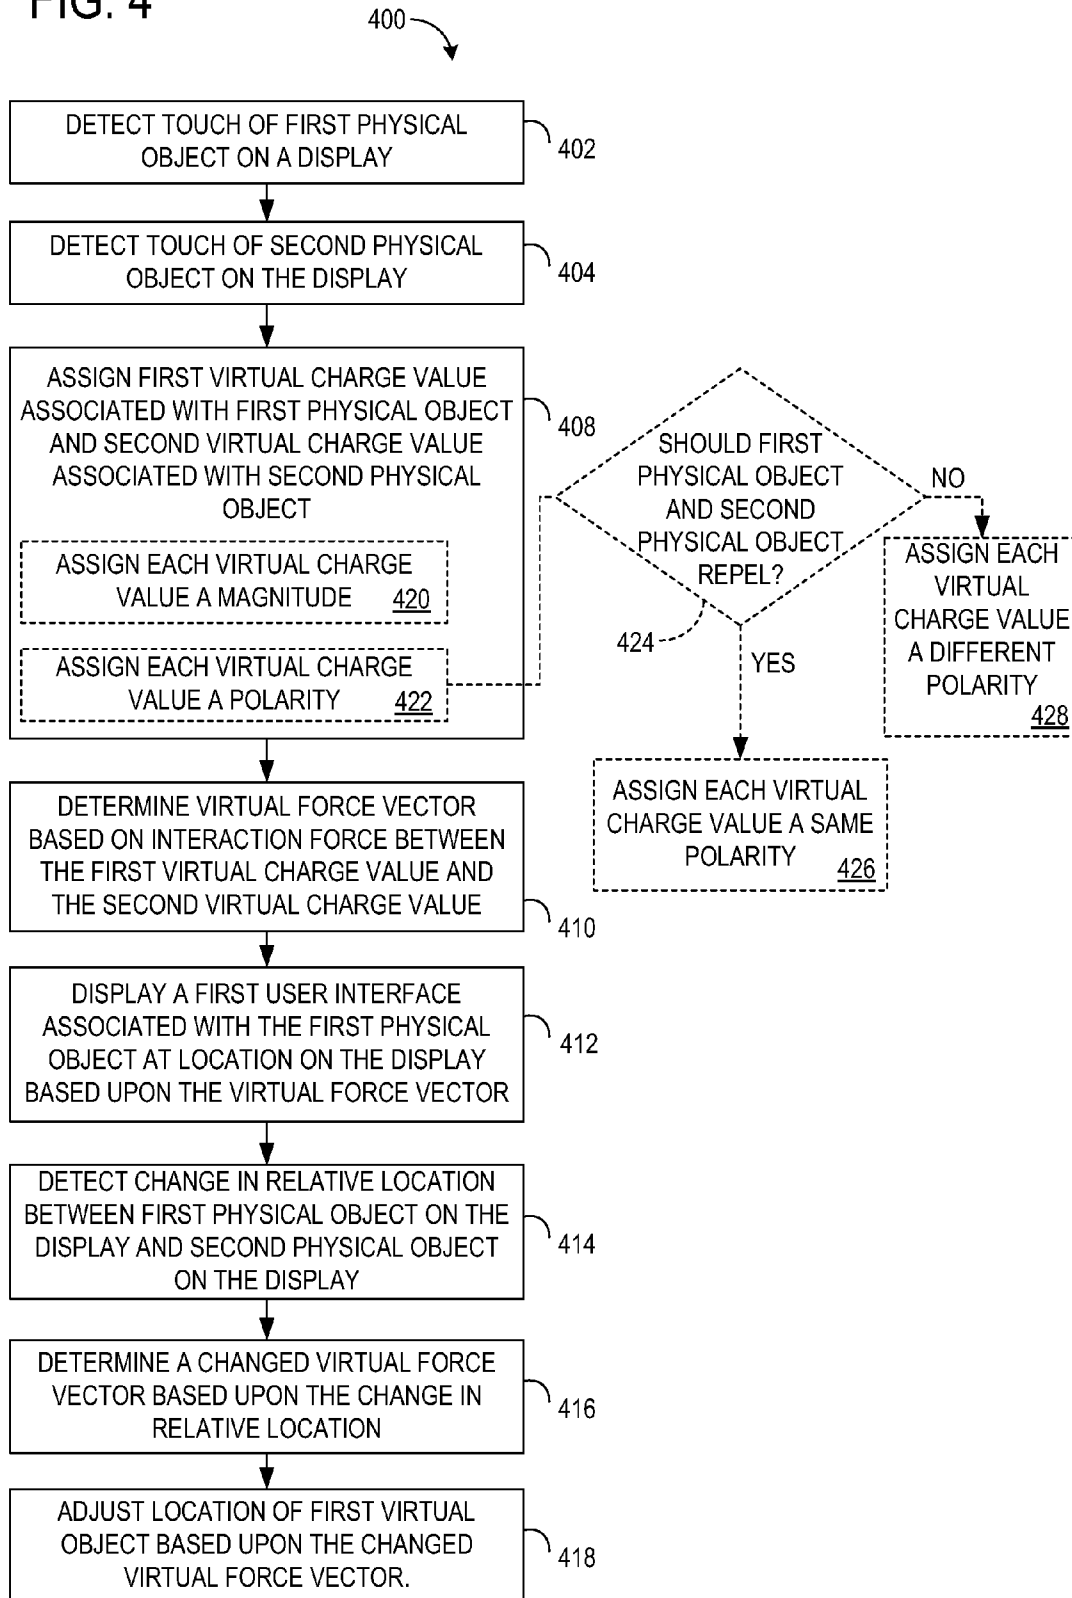 FIG. 4
400
DETECT TOUCH OF FIRST PHYSICAL
OBJECT ON A DISPLAY
402
DETECT TOUCH OF SECOND PHYSICAL
OBJECT ON THE DISPLAY
404
ASSIGN FIRST VIRTUAL CHARGE VALUE
ASSOCIATED WITH FIRST PHYSICAL OBJECT
AND SECOND VIRTUAL CHARGE VALUE
ASSOCIATED WITH SECOND PHYSICAL
OBJECT
408
ASSIGN EACH VIRTUAL CHARGE
VALUE A MAGNITUDE 420
ASSIGN EACH VIRTUAL CHARGE
VALUE A POLARITY 422
SHOULD FIRST
PHYSICAL OBJECT
AND SECOND
PHYSICAL OBJECT
REPEL?
424
NO
ASSIGN EACH
VIRTUAL
CHARGE VALUE
A DIFFERENT
POLARITY
428
YES
ASSIGN EACH VIRTUAL
CHARGE VALUE A SAME
POLARITY 426
DETERMINE VIRTUAL FORCE VECTOR
BASED ON INTERACTION FORCE BETWEEN
THE FIRST VIRTUAL CHARGE VALUE AND
THE SECOND VIRTUAL CHARGE VALUE
410
DISPLAY A FIRST USER INTERFACE
ASSOCIATED WITH THE FIRST PHYSICAL
OBJECT AT LOCATION ON THE DISPLAY
BASED UPON THE VIRTUAL FORCE VECTOR
412
DETECT CHANGE IN RELATIVE LOCATION
BETWEEN FIRST PHYSICAL OBJECT ON THE
DISPLAY AND SECOND PHYSICAL OBJECT
ON THE DISPLAY
414
DETERMINE A CHANGED VIRTUAL FORCE
VECTOR BASED UPON THE CHANGE IN
RELATIVE LOCATION
416
ADJUST LOCATION OF FIRST VIRTUAL
OBJECT BASED UPON THE CHANGED
VIRTUAL FORCE VECTOR.
418